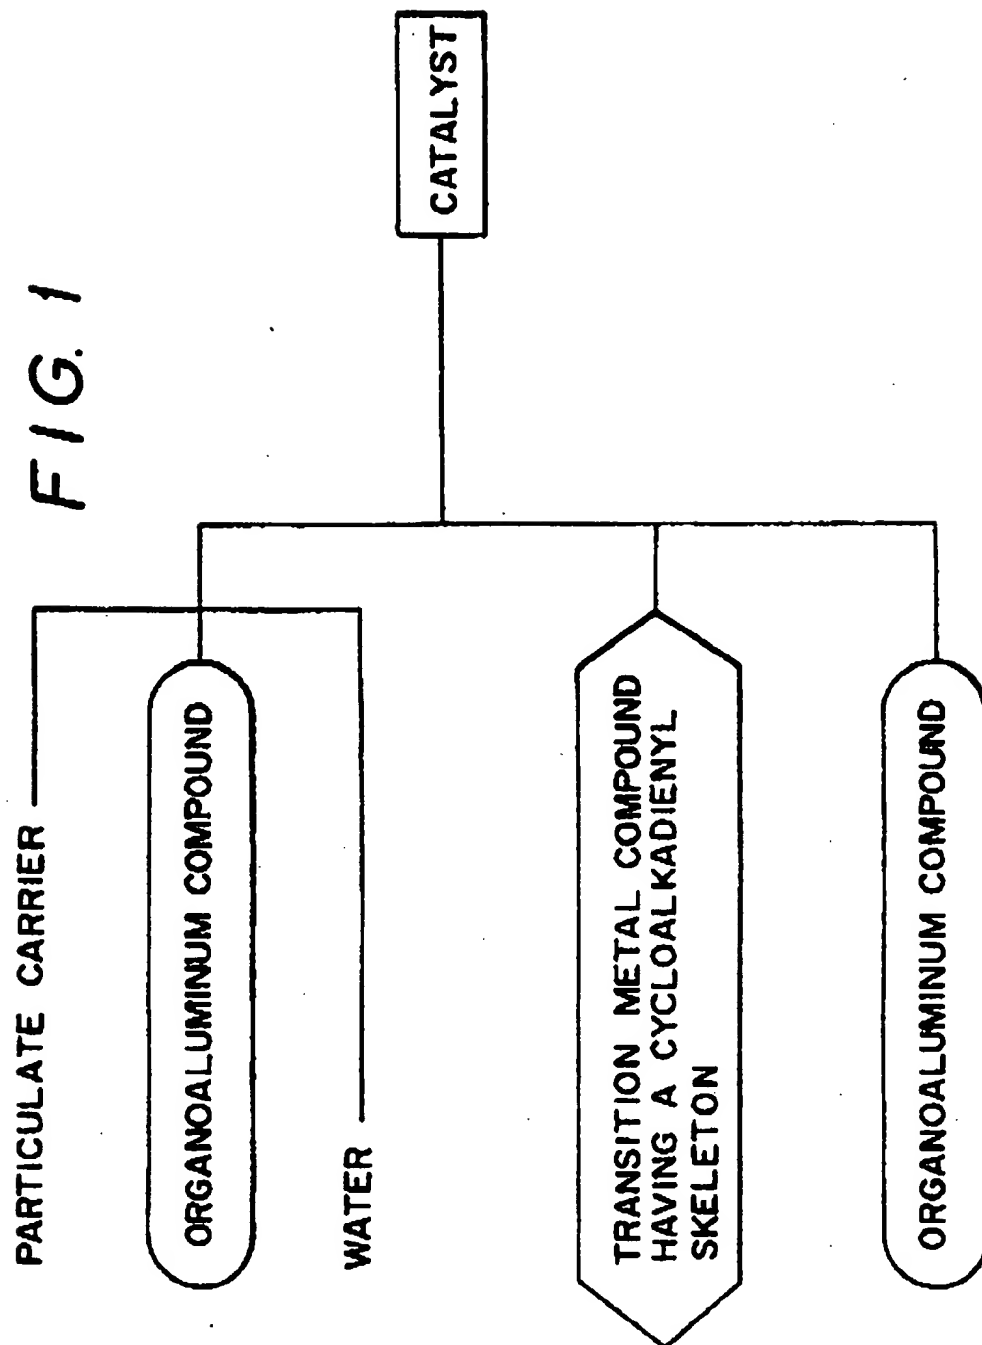 FIG. 1
PARTICULATE CARRIER
ORGANOALUMINUM COMPOUND
WATER
TRANSITION METAL COMPOUND
HAVING A CYCLOALKADIENYL
SKELETON
ORGANOALUMINUM COMPOUND
CATALYST